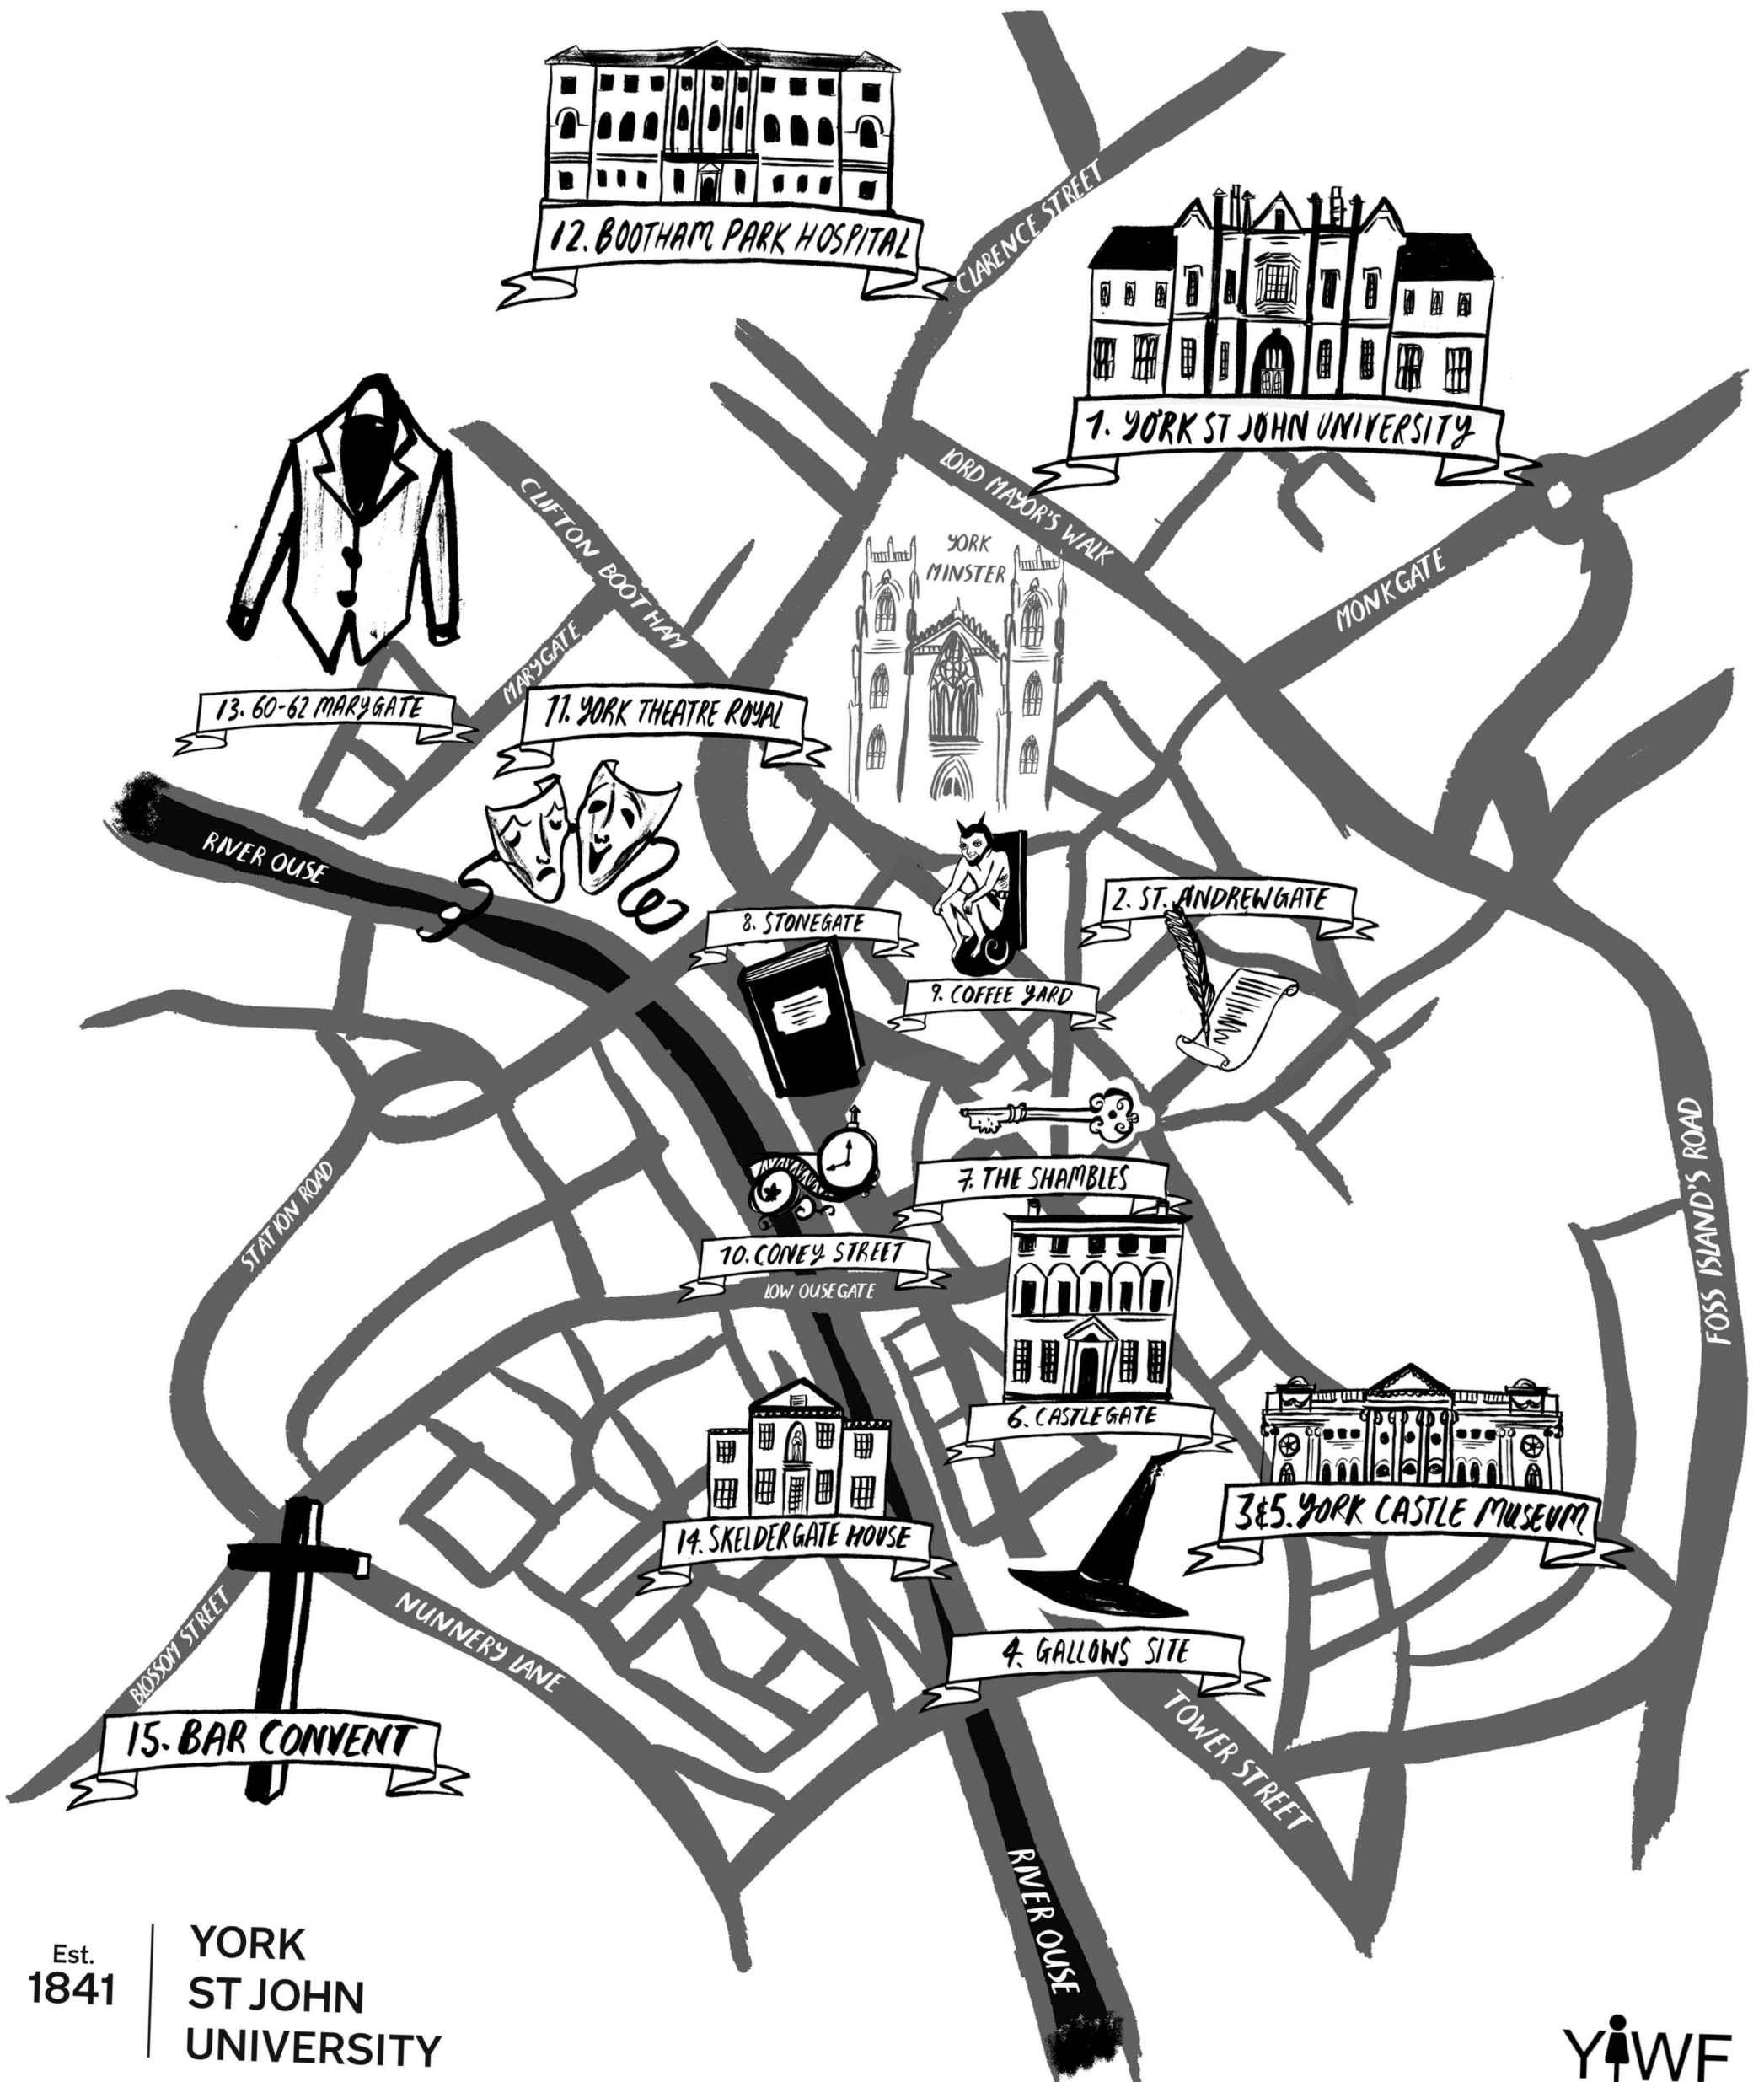 12. BOOTHAM PARK HOSPITAL
CLARENCE STREET
1. YORK ST JOHN UNIVERSITY
LORD MAYOR'S WALK
CLIFTON BOOTHAM
YORK
MINSTER
MONKGATE
MARYGATE
13. 60-62 MARYGATE
11. YORK THEATRE ROYAL
RIVER OUSE
8. STONEGATE
2. ST. ANDREWGATE
9. COFFEE YARD
7. THE SHAMBLES
STATION ROAD
FOSS ISLAND'S ROAD
10. CONEY STREET
LOW OUSEGATE
6. CASTLEGATE
3&5. YORK CASTLE MUSEUM
14. SKELDERGATE HOUSE
BLOSSOM STREET
NUNNERY LANE
4. GALLOWS SITE
15. BAR CONVENT
TOWER STREET
RIVER OUSE
Est.
1841
YORK
ST JOHN
UNIVERSITY
YWF